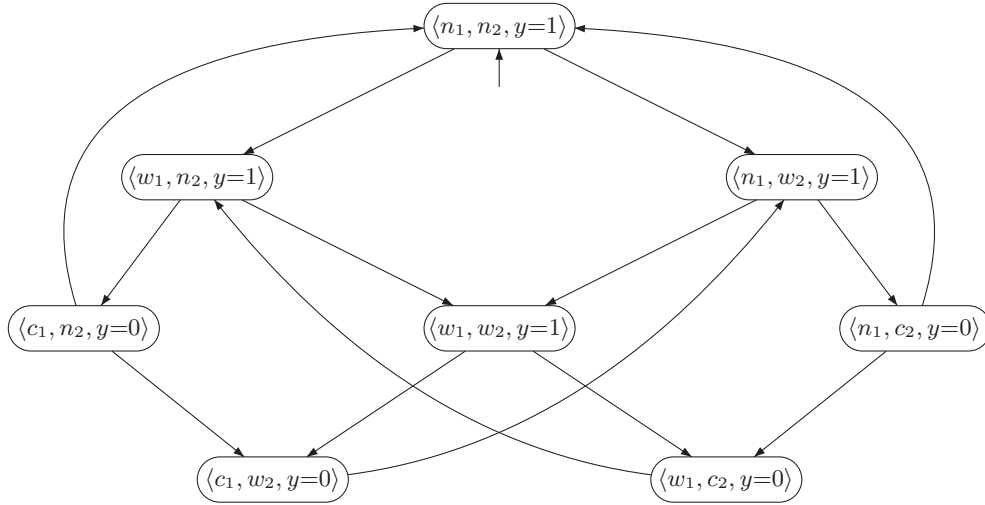 ⟨n₁, n₂, y=1⟩
⟨w₁, n₂, y=1⟩
⟨n₁, w₂, y=1⟩
⟨c₁, n₂, y=0⟩
⟨w₁, w₂, y=1⟩
⟨n₁, c₂, y=0⟩
⟨c₁, w₂, y=0⟩
⟨w₁, c₂, y=0⟩